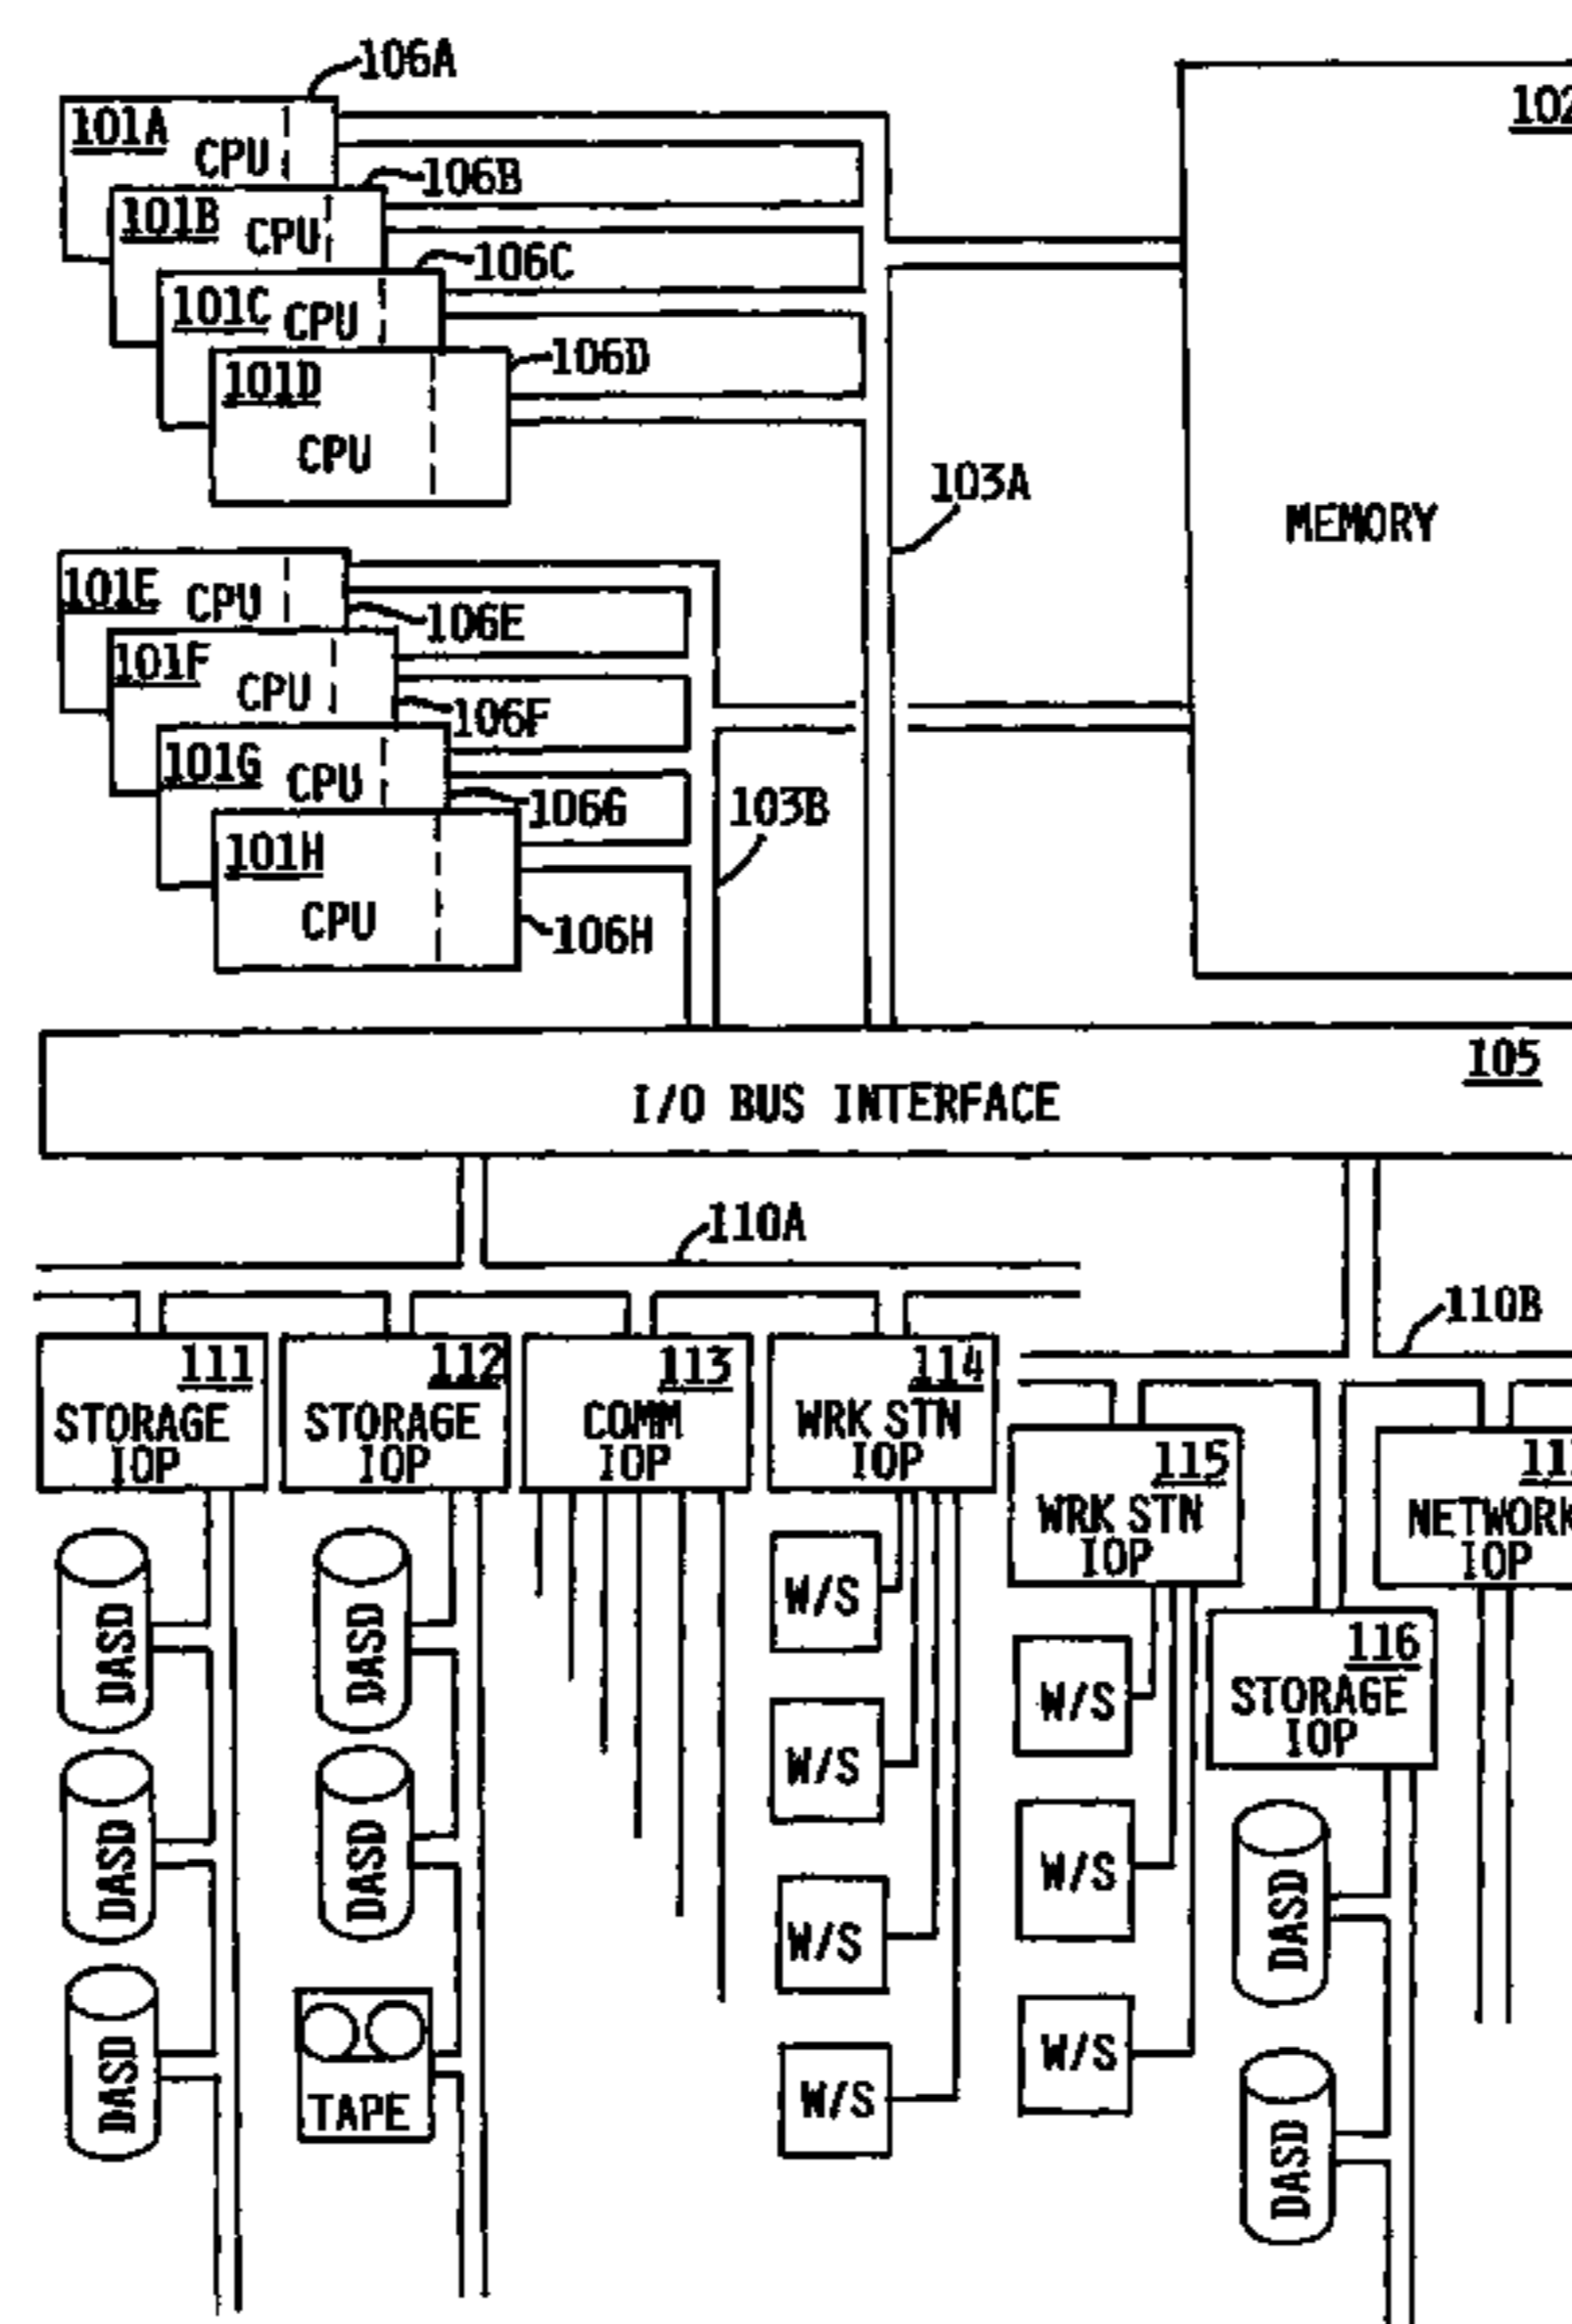 106A
102
101A
CPU
106B
101B
CPU
106C
101C
CPU
106D
101D
CPU
103A
MEMORY
101E
CPU
106E
101F
CPU
106F
101G
CPU
106G
103B
101H
CPU
106H
105
I/O BUS INTERFACE
110A
110B
111
STORAGE
IOP
112
STORAGE
IOP
113
COMM
IOP
114
WRK STN
IOP
115
WRK STN
IOP
NETWORK
IOP
116
STORAGE
IOP
DASD
DASD
DASD
DASD
DASD
TAPE
W/S
W/S
W/S
W/S
W/S
W/S
W/S
DASD
DASD